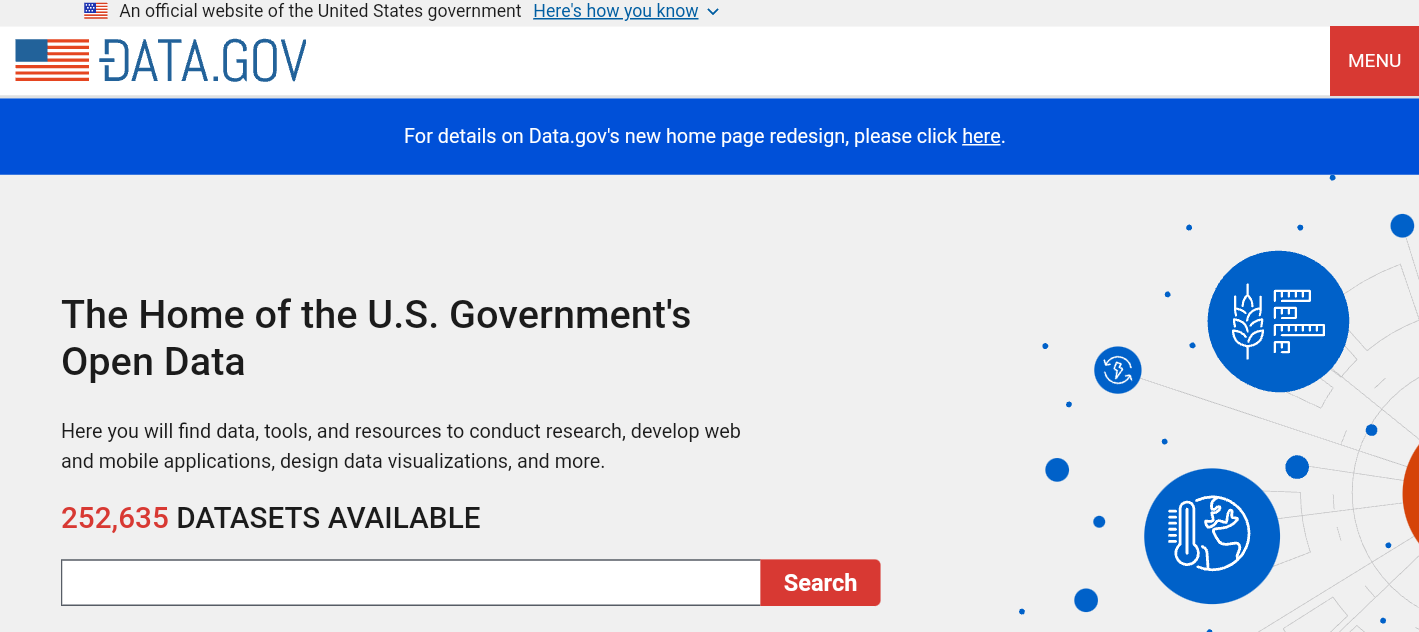 An official website of the United States government Here's how you know
DATA.GOV
MENU
For details on Data.gov's new home page redesign, please click here.
The Home of the U.S. Government's
Open Data
Here you will find data, tools, and resources to conduct research, develop web
and mobile applications, design data visualizations, and more.
252,635 DATASETS AVAILABLE
Search